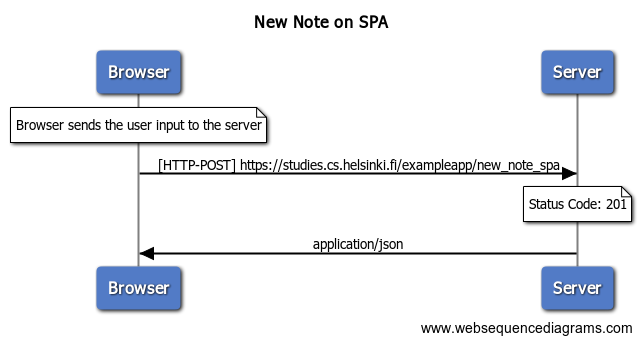 New Note on SPA
Browser Server
Browser sends the user input to the server
[HTTP-POST] https://studies.cs.helsinki.fi/exampleapp/new_note_spa
Status Code: 201
application/json
Browser Server
www.websequencediagrams.com